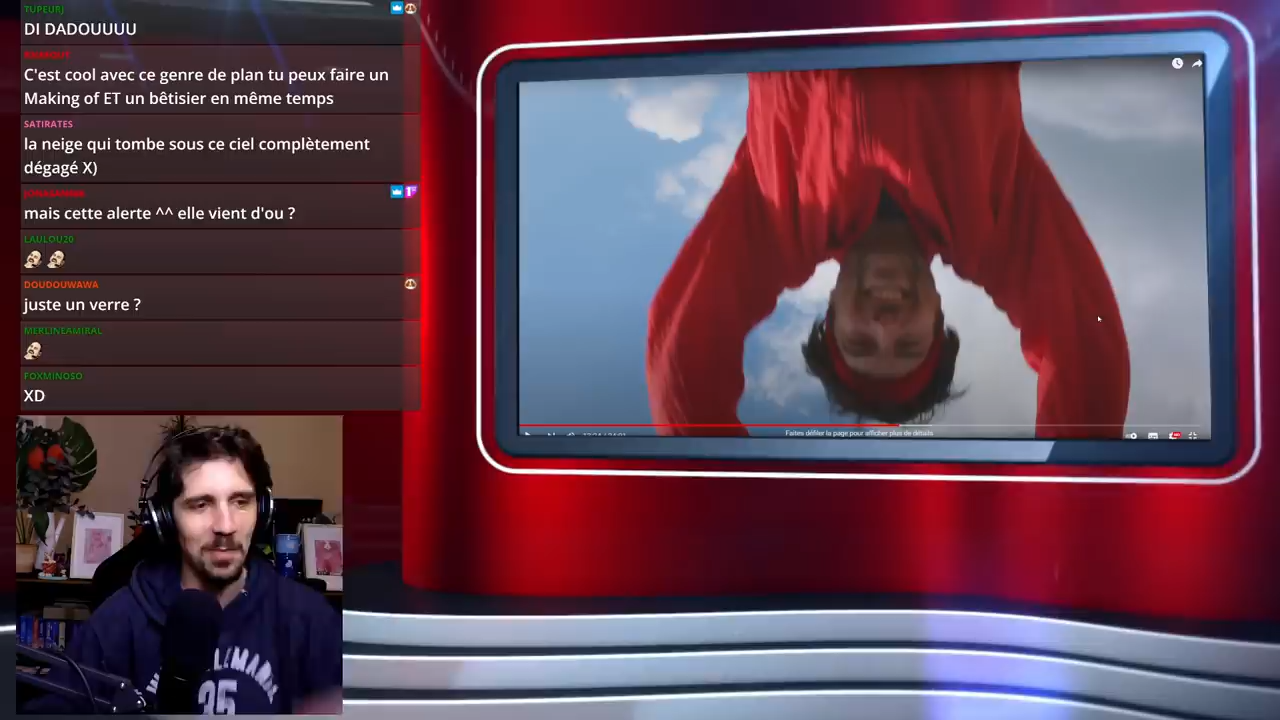 TUPEURJ
DI DADOUUUU
C'est cool avec ce genre de plan tu peux faire un
Making of ET un bêtisier en même temps
SATIRATES
la neige qui tombe sous ce ciel complètement
dégagé X)
mais cette alerte ^^ elle vient d'ou ?
LAULOU20
DOUDOUWAWA
juste un verre ?
MERLINEAMIRAL
FOXMINOSO
XD
Faites défiler la page pour afficher plus de détails
35